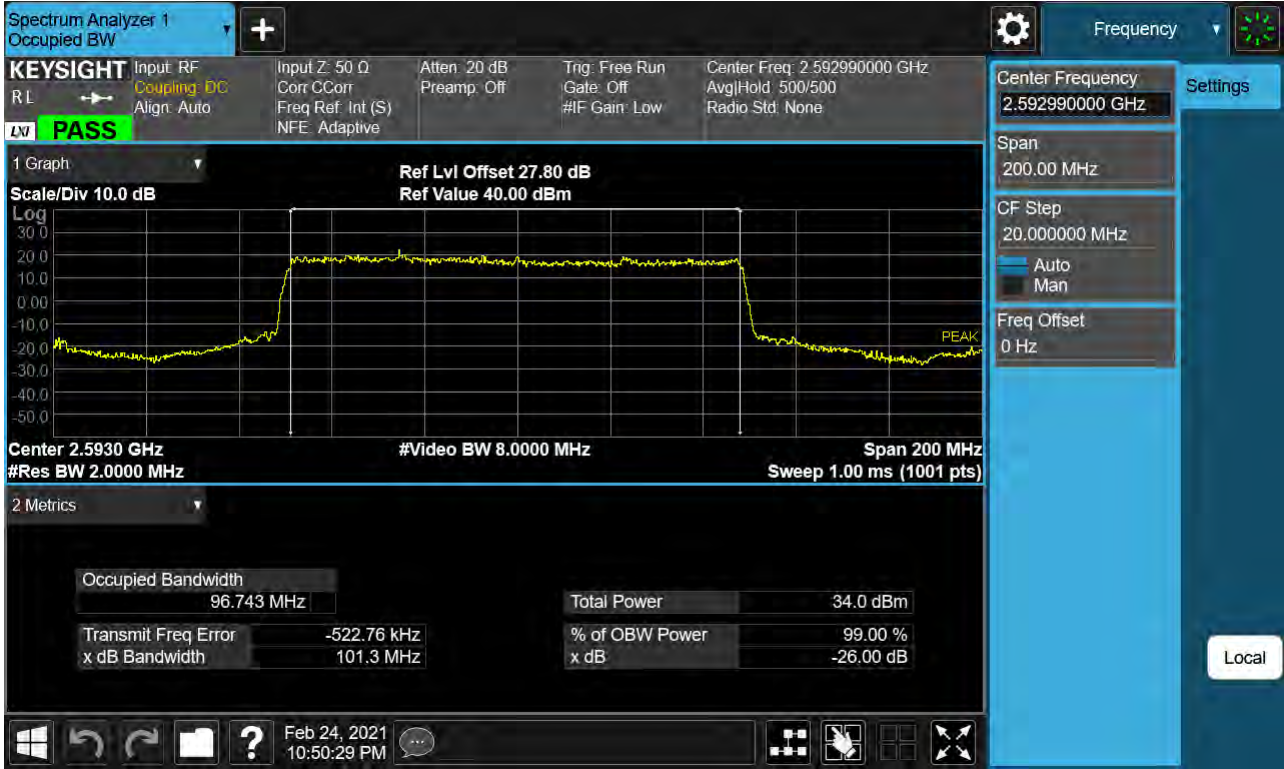 Spectrum Analyzer 1
Occupied BW
Frequency
KEYSIGHT
RL
LXI
PASS
Input: RF
Coupling: DC
Align: Auto
Input Z: 50 Ω
Corr CCorr
Freq Ref: Int (S)
NFE: Adaptive
Atten: 20 dB
Preamp: Off
Trig: Free Run
Gate: Off
#IF Gain: Low
Center Freq: 2.592990000 GHz
Avg|Hold: 500/500
Radio Std: None
1 Graph
Scale/Div 10.0 dB
Ref Lvl Offset 27.80 dB
Ref Value 40.00 dBm
Log
30.0
20.0
10.0
0.00
-10.0
-20.0
-30.0
-40.0
-50.0
PEAK
Center 2.5930 GHz
#Video BW 8.0000 MHz
Span 200 MHz
#Res BW 2.0000 MHz
Sweep 1.00 ms (1001 pts)
2 Metrics
Occupied Bandwidth
96.743 MHz
Total Power 34.0 dBm
Transmit Freq Error -522.76 kHz
% of OBW Power 99.00 %
x dB Bandwidth 101.3 MHz
x dB -26.00 dB
Center Frequency
2.592990000 GHz
Settings
Span
200.00 MHz
CF Step
20.000000 MHz
Auto
Man
Freq Offset
0 Hz
Local
Feb 24, 2021
10:50:29 PM